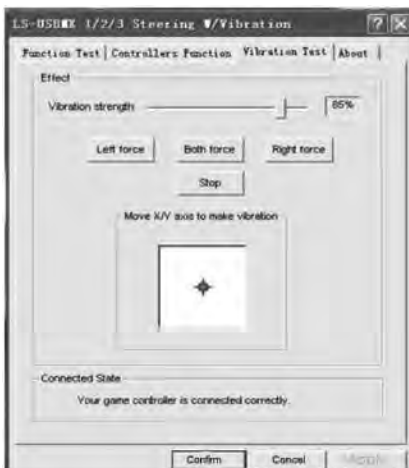 LS-USBMX 1/2/3 Steering W/Vibration
Function Test Controllers Function Vibration Test About
Effect
Vibration strength 85%
Left force Both force Right force
Stop
Move X/Y axis to make vibration
Connected State
Your game controller is connected correctly.
Confirm Cancel Apply